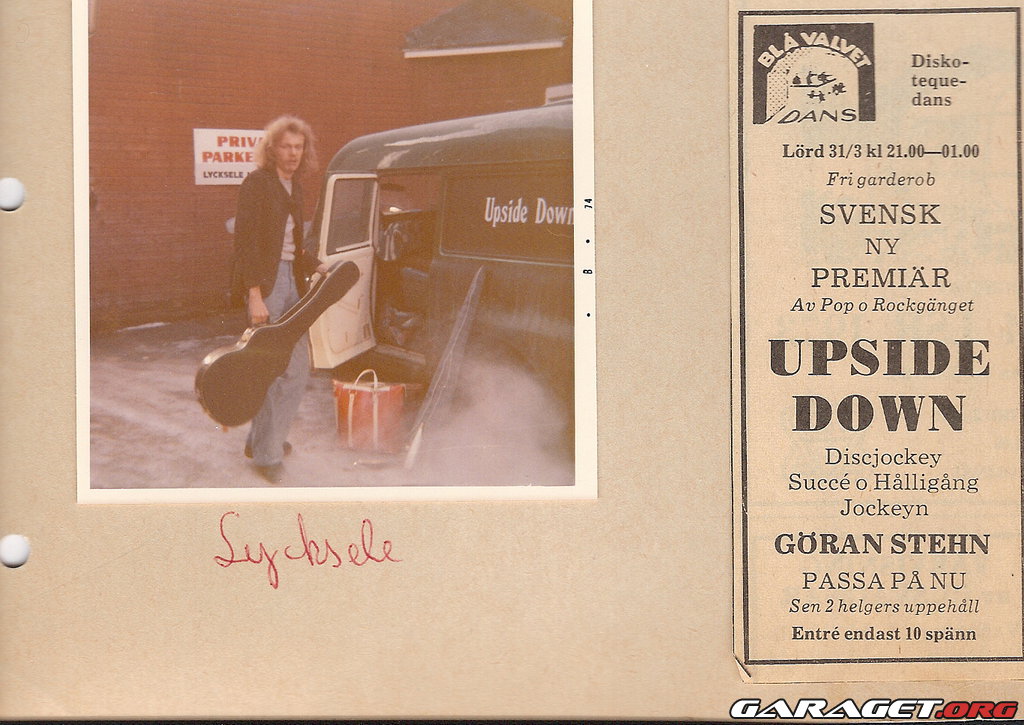 PRIV
PARKE
LYCKSELE
Upside Down
8 • 74
Lycksele
BLÅ VALVET
DANS
Disko-
teque-
dans
Lörd 31/3 kl 21.00—01.00
Fri garderob
SVENSK
NY
PREMIÄR
Av Pop o Rockgänget
UPSIDE
DOWN
Discjockey
Succé o Hålligång
Jockeyn
GÖRAN STEHN
PASSA PÅ NU
Sen 2 helgers uppehåll
Entré endast 10 spänn
GARAGET.ORG